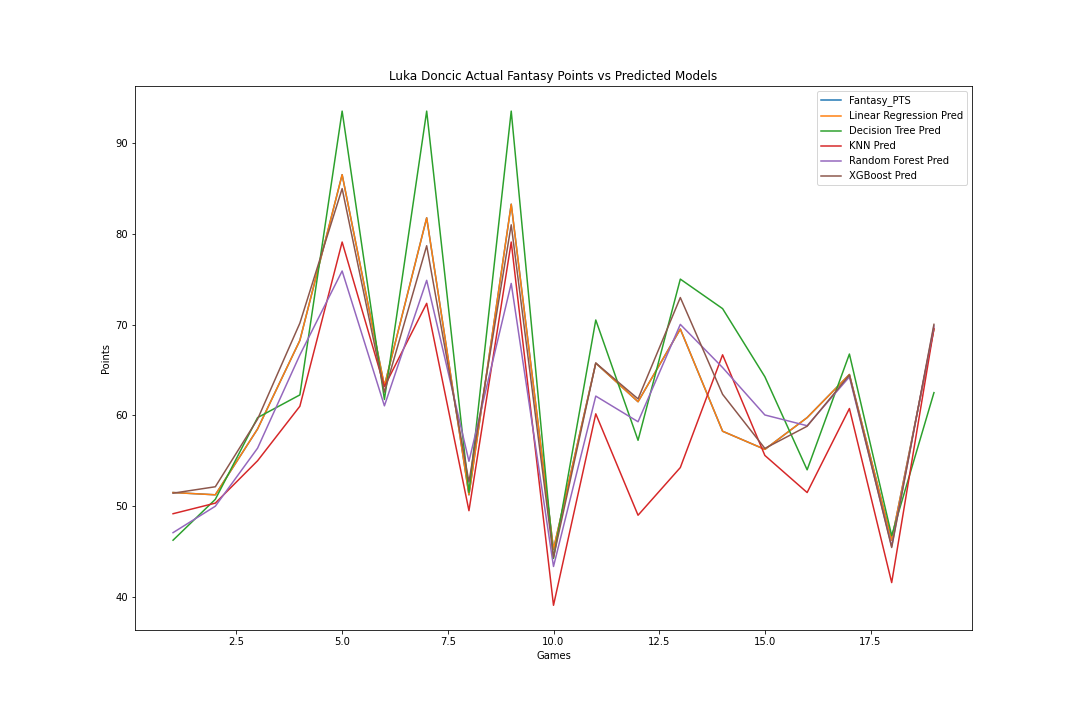 Luka Doncic Actual Fantasy Points vs Predicted Models
Fantasy_PTS
Linear Regression Pred
Decision Tree Pred
KNN Pred
Random Forest Pred
XGBoost Pred
90
80
70
60
50
40
Points
2.5 5.0 7.5 10.0 12.5 15.0 17.5
Games